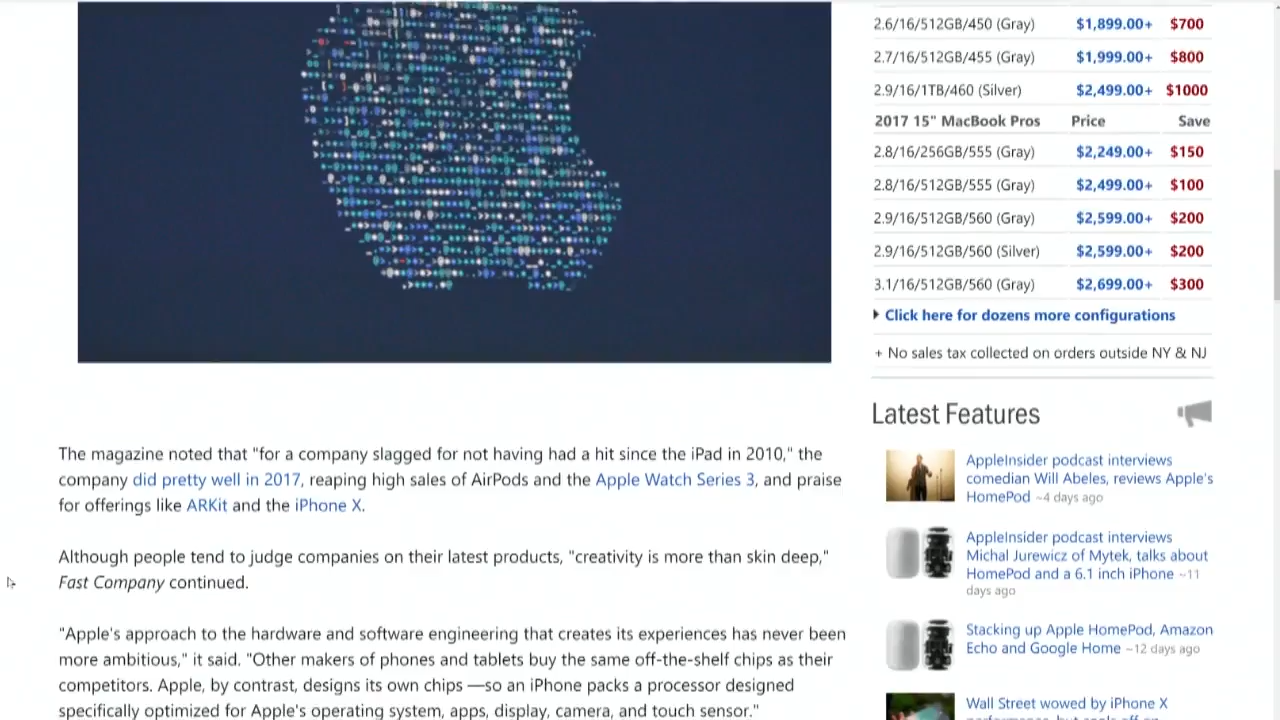 2.6/16/512GB/450 (Gray) $1,899.00+ $700
2.7/16/512GB/455 (Gray) $1,999.00+ $800
2.9/16/1TB/460 (Silver) $2,499.00+ $1000
2017 15" MacBook Pros Price Save
2.8/16/256GB/555 (Gray) $2,249.00+ $150
2.8/16/512GB/555 (Gray) $2,499.00+ $100
2.9/16/512GB/560 (Gray) $2,599.00+ $200
2.9/16/512GB/560 (Silver) $2,599.00+ $200
3.1/16/512GB/560 (Gray) $2,699.00+ $300
Click here for dozens more configurations
+ No sales tax collected on orders outside NY & NJ
The magazine noted that "for a company slagged for not having had a hit since the iPad in 2010," the
company did pretty well in 2017, reaping high sales of AirPods and the Apple Watch Series 3, and praise
for offerings like ARKit and the iPhone X.
Although people tend to judge companies on their latest products, "creativity is more than skin deep,"
Fast Company continued.
"Apple's approach to the hardware and software engineering that creates its experiences has never been
more ambitious," it said. "Other makers of phones and tablets buy the same off-the-shelf chips as their
competitors. Apple, by contrast, designs its own chips —so an iPhone packs a processor designed
specifically optimized for Apple's operating system, apps, display, camera, and touch sensor."
Latest Features
AppleInsider podcast interviews
comedian Will Abeles, reviews Apple's
HomePod ~4 days ago
AppleInsider podcast interviews
Michal Jurewicz of Mytek, talks about
HomePod and a 6.1 inch iPhone ~11
days ago
Stacking up Apple HomePod, Amazon
Echo and Google Home ~12 days ago
Wall Street wowed by iPhone X